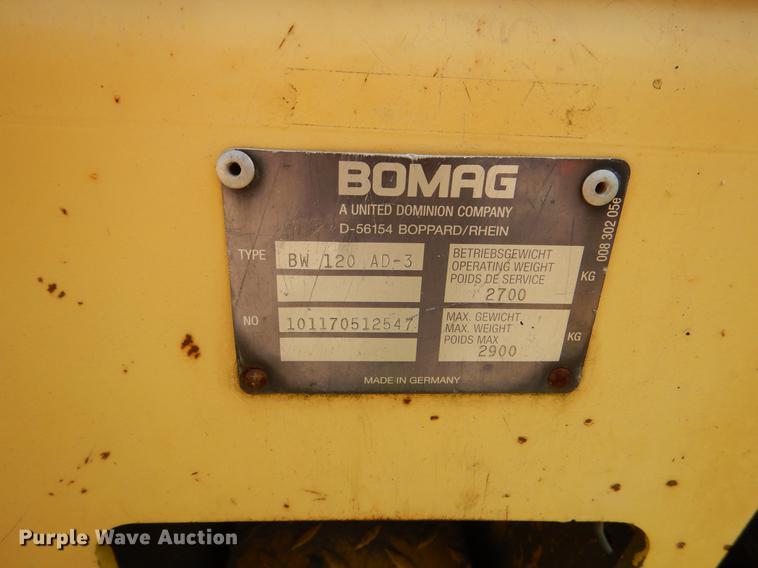 BOMAG
A UNITED DOMINION COMPANY
D-56154 BOPPARD/RHEIN
TYPE BW 120 AD-3
BETRIEBSGEWICHT
OPERATING WEIGHT
POIDS DE SERVICE
2700 KG
NO 101170512547
MAX. GEWICHT
MAX. WEIGHT
POIDS MAX
2900 KG
MADE IN GERMANY
008 302 056
Purple Wave Auction